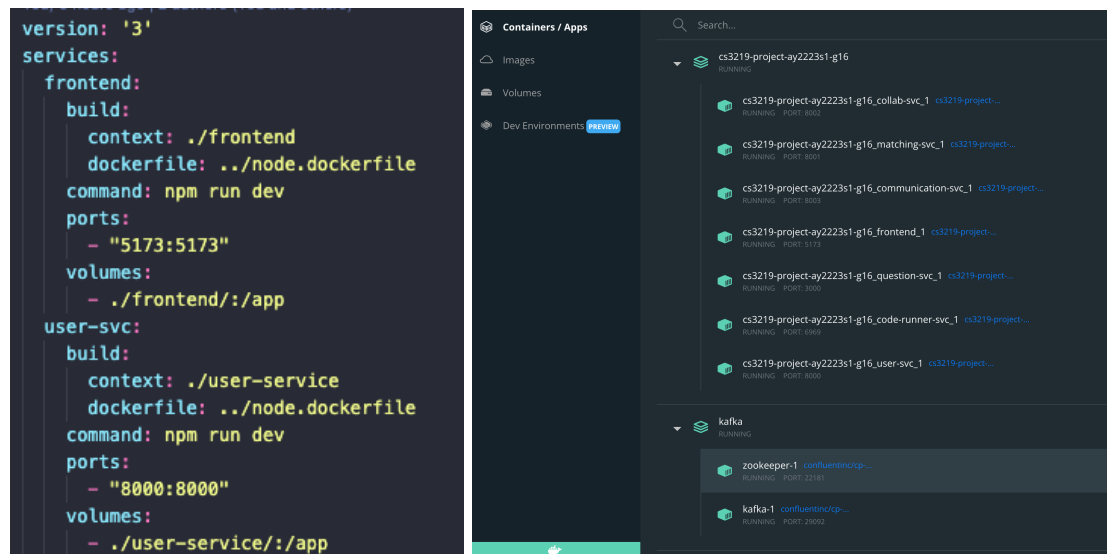 version: '3'
services:
frontend:
build:
context: ./frontend
dockerfile: ../node.dockerfile
command: npm run dev
ports:
- "5173:5173"
volumes:
- ./frontend/:/app
user-svc:
build:
context: ./user-service
dockerfile: ../node.dockerfile
command: npm run dev
ports:
- "8000:8000"
volumes:
- ./user-service/:/app
Containers / Apps
Images
Volumes
Dev Environments PREVIEW
Search...
cs3219-project-ay2223s1-g16
RUNNING
cs3219-project-ay2223s1-g16_collab-svc_1 cs3219-project-...
RUNNING PORT: 8002
cs3219-project-ay2223s1-g16_matching-svc_1 cs3219-project-...
RUNNING PORT: 8001
cs3219-project-ay2223s1-g16_communication-svc_1 cs3219-project-...
RUNNING PORT: 8003
cs3219-project-ay2223s1-g16_frontend_1 cs3219-project-...
RUNNING PORT: 5173
cs3219-project-ay2223s1-g16_question-svc_1 cs3219-project-...
RUNNING PORT: 3000
cs3219-project-ay2223s1-g16_code-runner-svc_1 cs3219-project-...
RUNNING PORT: 6969
cs3219-project-ay2223s1-g16_user-svc_1 cs3219-project-...
RUNNING PORT: 8000
kafka
RUNNING
zookeeper-1 confluentinc/cp-...
RUNNING PORT: 22181
kafka-1 confluentinc/cp-...
RUNNING PORT: 29092